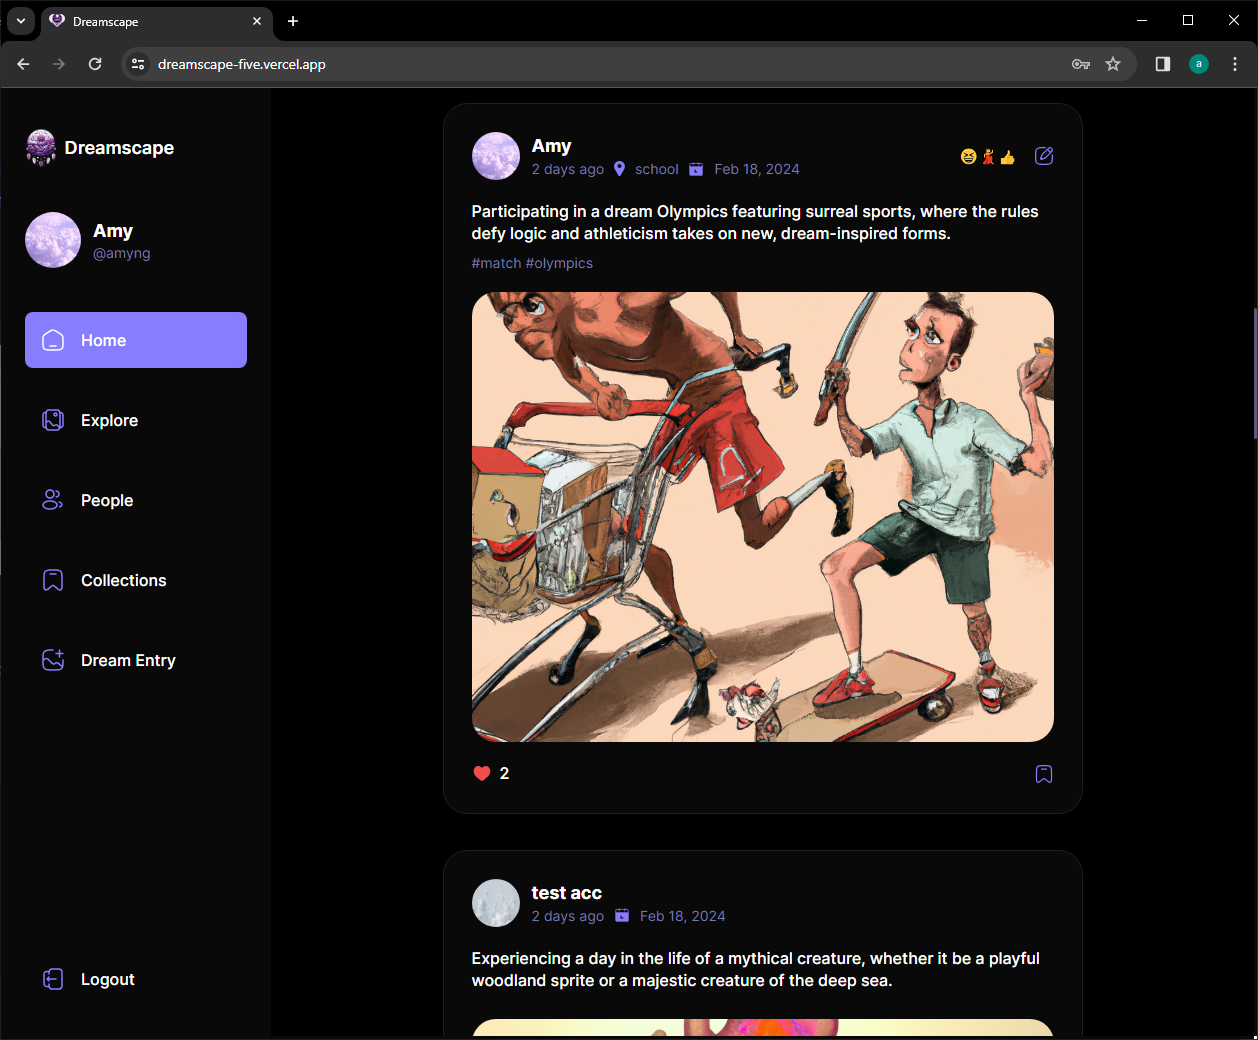 Dreamscape
dreamscape-five.vercel.app
a
Dreamscape
Amy
@amyng
Home
Explore
People
Collections
Dream Entry
Logout
Amy
2 days ago school Feb 18, 2024
Participating in a dream Olympics featuring surreal sports, where the rules
defy logic and athleticism takes on new, dream-inspired forms.
#match #olympics
2
test acc
2 days ago Feb 18, 2024
Experiencing a day in the life of a mythical creature, whether it be a playful
woodland sprite or a majestic creature of the deep sea.